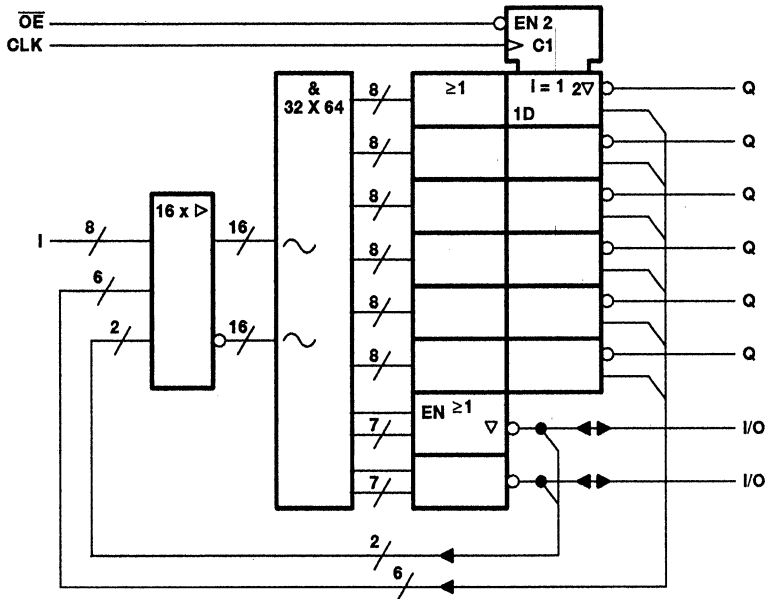 OE
EN 2
CLK
C1
&
32 X 64
8
≥1
I = 1
2▽
Q
1D
8
Q
8
Q
16 x ▷
I
8
16
8
Q
6
8
Q
2
16
8
Q
EN
≥1
7
▽
I/O
7
I/O
2
6